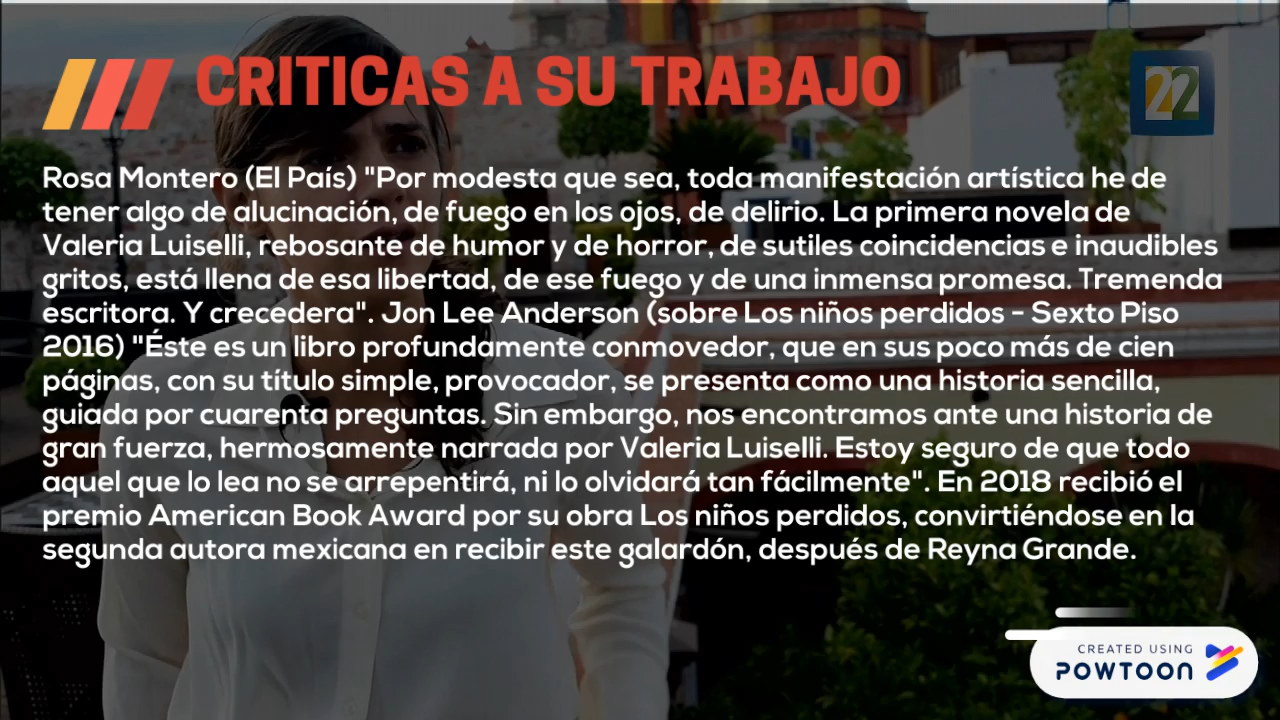 CRITICAS A SU TRABAJO
22
Rosa Montero (El País) "Por modesta que sea, toda manifestación artística he de
tener algo de alucinación, de fuego en los ojos, de delirio. La primera novela de
Valeria Luiselli, rebosante de humor y de horror, de sutiles coincidencias e inaudibles
gritos, está llena de esa libertad, de ese fuego y de una inmensa promesa. Tremenda
escritora. Y crecedera". Jon Lee Anderson (sobre Los niños perdidos - Sexto Piso
2016) "Éste es un libro profundamente conmovedor, que en sus poco más de cien
páginas, con su título simple, provocador, se presenta como una historia sencilla,
guiada por cuarenta preguntas. Sin embargo, nos encontramos ante una historia de
gran fuerza, hermosamente narrada por Valeria Luiselli. Estoy seguro de que todo
aquel que lo lea no se arrepentirá, ni lo olvidará tan fácilmente". En 2018 recibió el
premio American Book Award por su obra Los niños perdidos, convirtiéndose en la
segunda autora mexicana en recibir este galardón, después de Reyna Grande.
CREATED USING
POWTOON